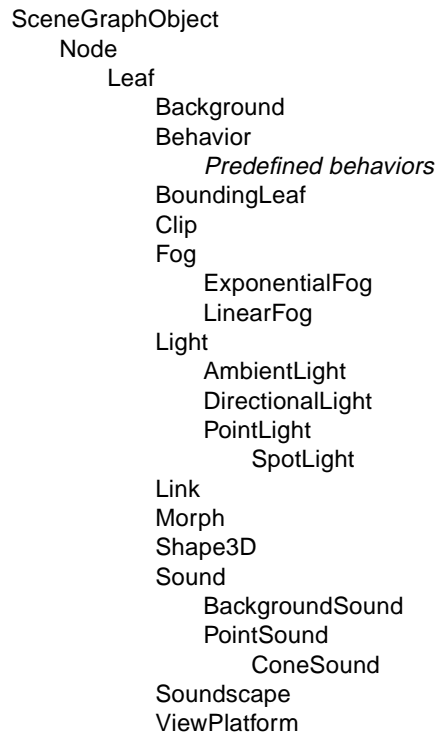 SceneGraphObject
Node
Leaf
Background
Behavior
Predefined behaviors
BoundingLeaf
Clip
Fog
ExponentialFog
LinearFog
Light
AmbientLight
DirectionalLight
PointLight
SpotLight
Link
Morph
Shape3D
Sound
BackgroundSound
PointSound
ConeSound
Soundscape
ViewPlatform